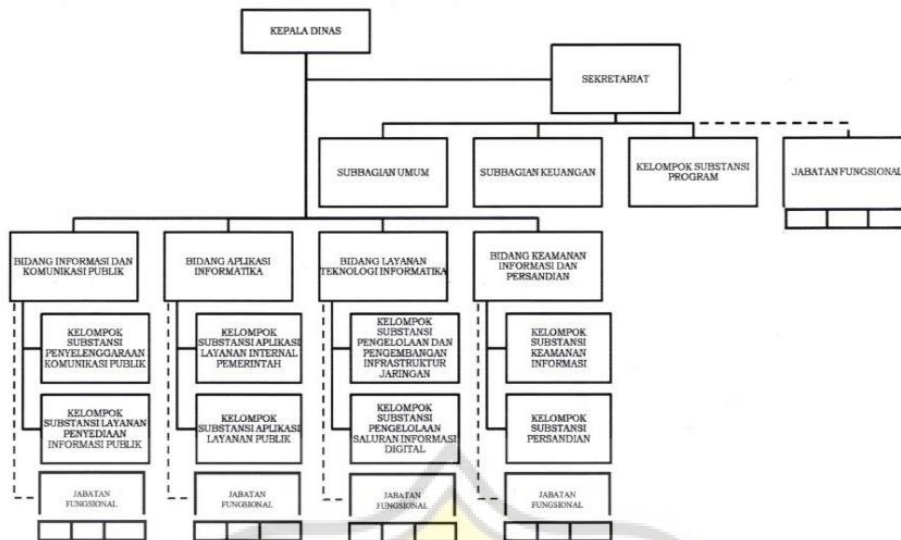 KEPALA DINAS
SEKRETARIAT
SUBBAGIAN UMUM
SUBBAGIAN KEUANGAN
KELOMPOK SUBSTANSI
PROGRAM
JABATAN FUNGSIONAL
BIDANG INFORMASI DAN
KOMUNIKASI PUBLIK
BIDANG APLIKASI
INFORMATIKA
BIDANG LAYANAN
TEKNOLOGI INFORMATIKA
BIDANG KEAMANAN
INFORMASI DAN
PERSANDIAN
KELOMPOK
SUBSTANSI
PENYELENGGARAAN
KOMUNIKASI PUBLIK
KELOMPOK
SUBSTANSI APLIKASI
LAYANAN INTERNAL
PEMERINTAH
KELOMPOK
SUBSTANSI
PENGELOLAAN DAN
PENGEMBANGAN
INFRASTRUKTUR
JARINGAN
KELOMPOK
SUBSTANSI
KEAMANAN
INFORMASI
KELOMPOK
SUBSTANSI LAYANAN
PENYEDIAAN
INFORMASI PUBLIK
KELOMPOK
SUBSTANSI APLIKASI
LAYANAN PUBLIK
KELOMPOK
SUBSTANSI
PENGELOLAAN
SALURAN INFORMASI
DIGITAL
KELOMPOK
SUBSTANSI
PERSANDIAN
JABATAN
FUNGSIONAL
JABATAN
FUNGSIONAL
JABATAN
FUNGSIONAL
JABATAN
FUNGSIONAL